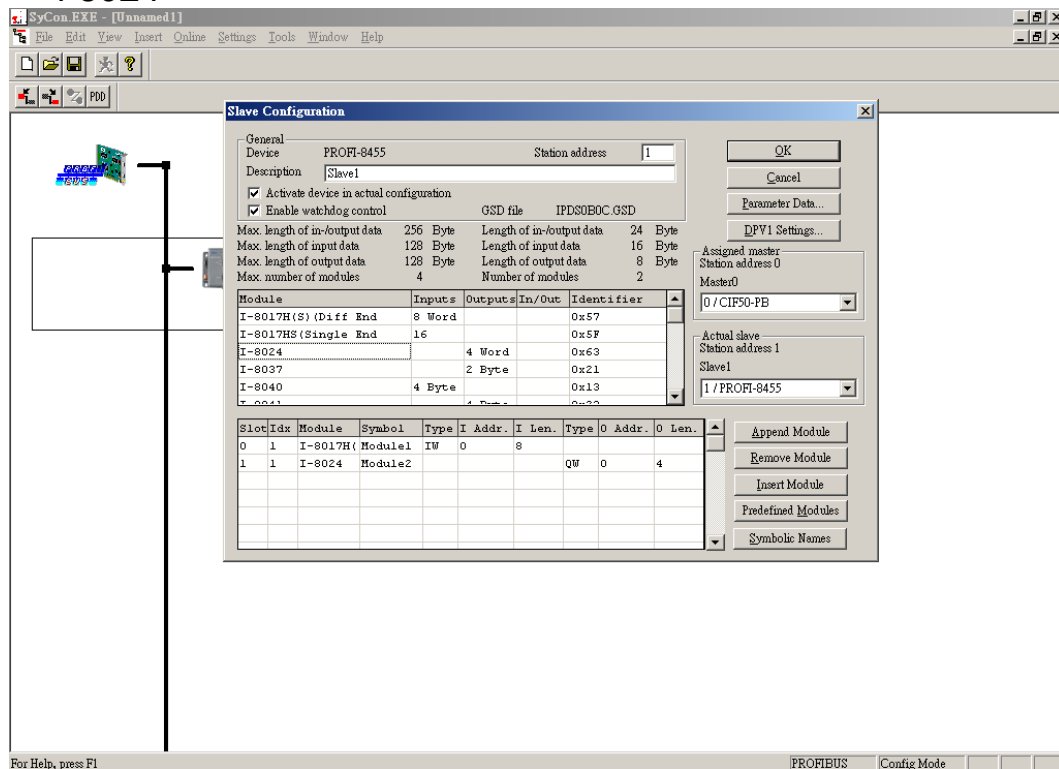 SyCon.EXE - [Unnamed1]
File Edit View Insert Online Settings Tools Window Help
PDD
Slave Configuration
General
Device PROFI-8455 Station address 1
Description Slave1
Activate device in actual configuration
Enable watchdog control GSD file IPDS0B0C.GSD
Max. length of in-/output data 256 Byte Length of in-/output data 24 Byte
Max. length of input data 128 Byte Length of input data 16 Byte
Max. length of output data 128 Byte Length of output data 8 Byte
Max. number of modules 4 Number of modules 2
Module Inputs Outputs In/Out Identifier
I-8017H(S)(Diff End 8 Word 0x57
I-8017HS(Single End 16 0x5F
I-8024 4 Word 0x63
I-8037 2 Byte 0x21
I-8040 4 Byte 0x13
Slot Idx Module Symbol Type I Addr. I Len. Type O Addr. O Len.
0 1 I-8017H( Module1 IW 0 8
1 1 I-8024 Module2 QW 0 4
OK
Cancel
Parameter Data...
DPV1 Settings...
Assigned master
Station address 0
Master0
0 / CIF50-PB
Actual slave
Station address 1
Slave1
1 / PROFI-8455
Append Module
Remove Module
Insert Module
Predefined Modules
Symbolic Names
For Help, press F1 PROFIBUS Config Mode